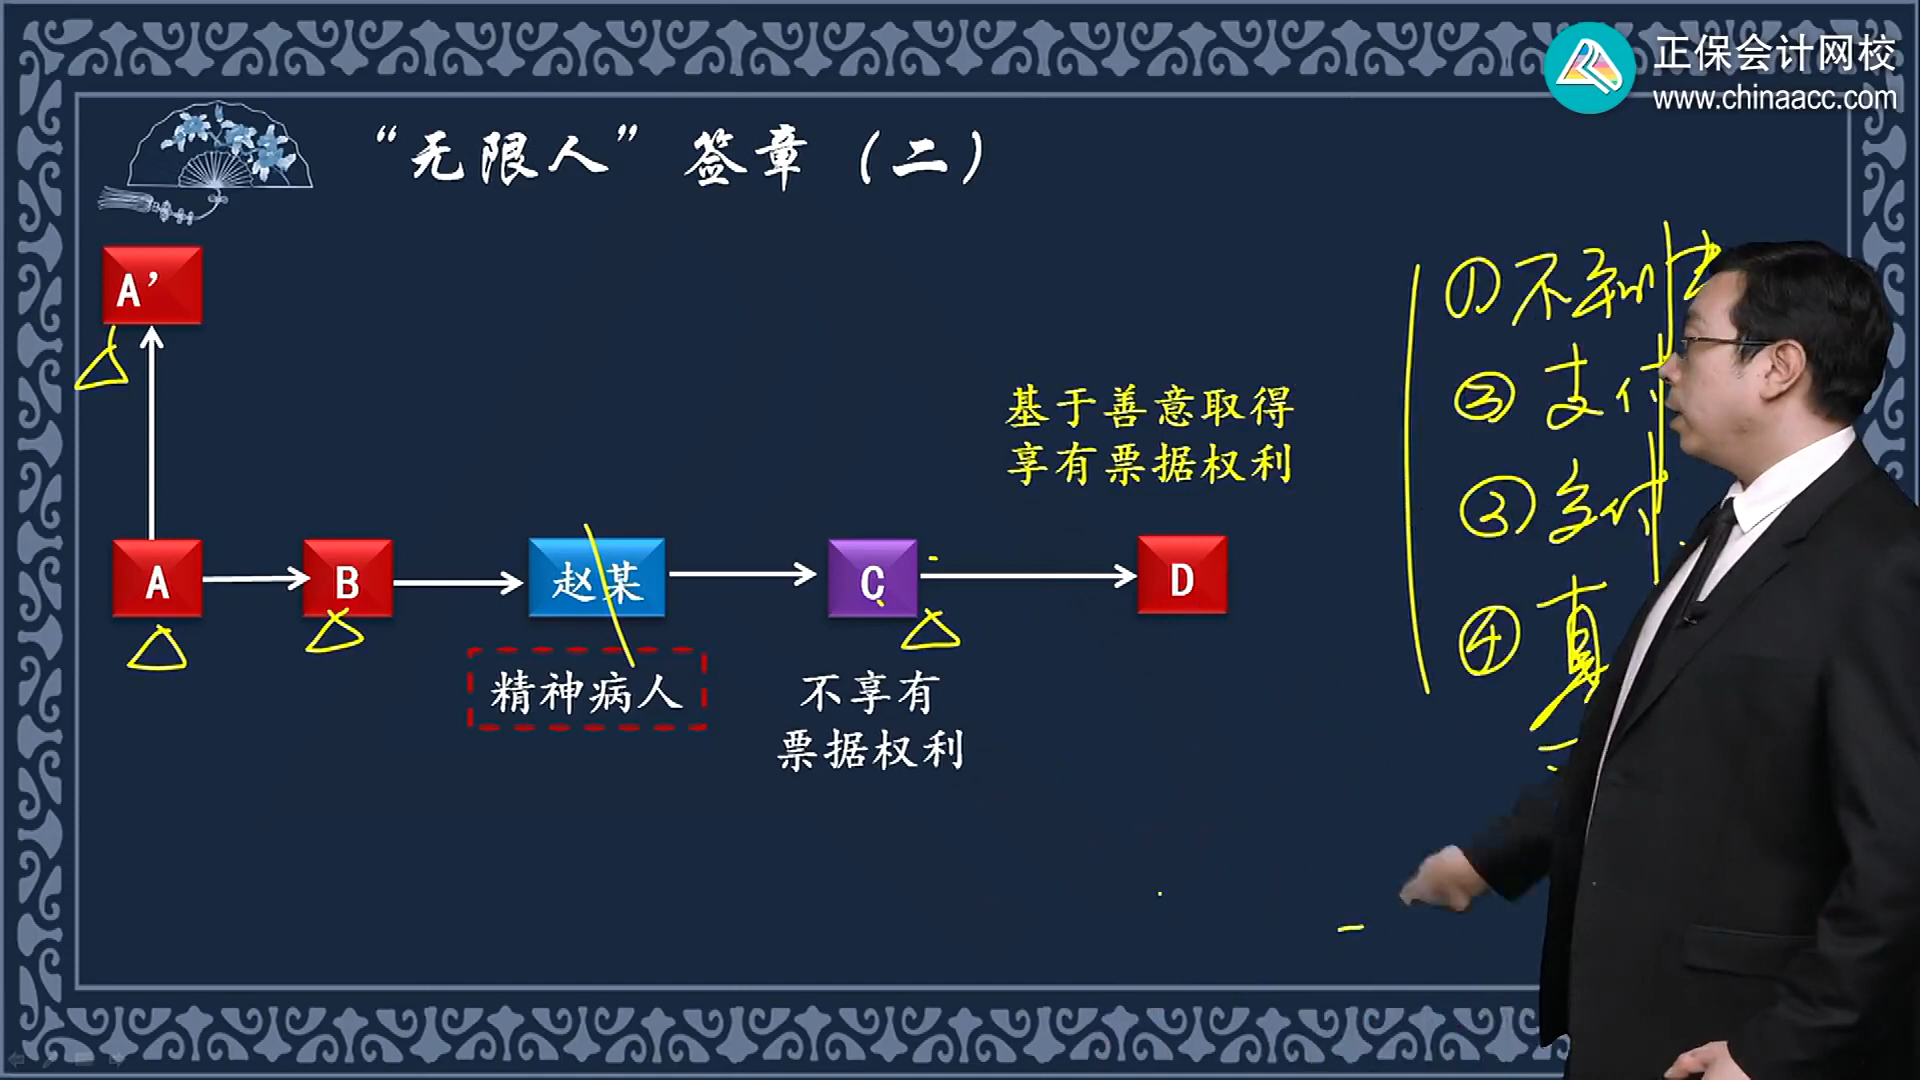 正保会计网校
www.chinaacc.com
“无限人”签章（二）
A’
① 不
② 支付
基于善意取得
享有票据权利
③
A
B
赵某
C
D
④ 真
精神病人
不享有
票据权利